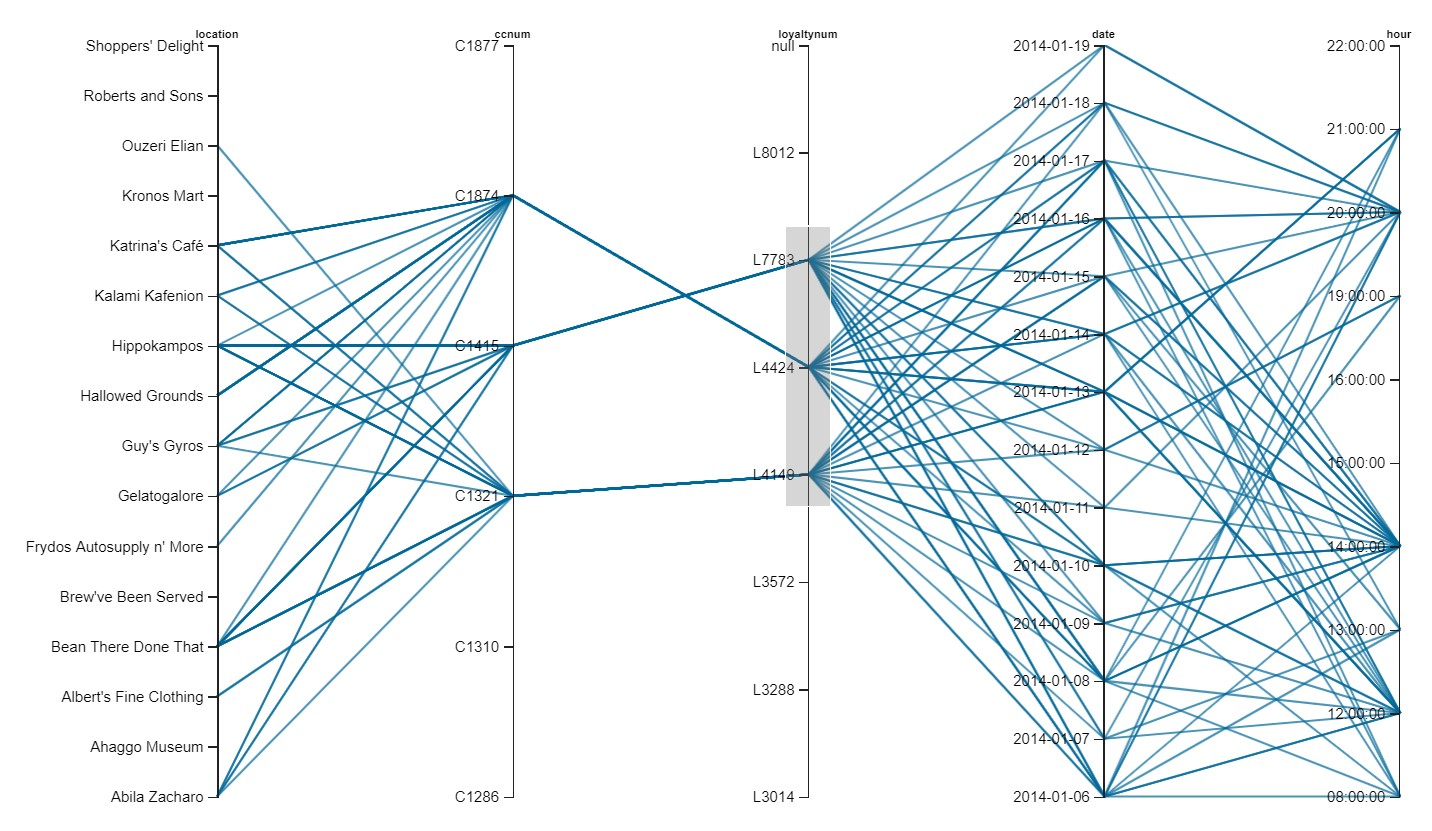 location
Shoppers' Delight
Roberts and Sons
Ouzeri Elian
Kronos Mart
Katrina's Café
Kalami Kafenion
Hippokampos
Hallowed Grounds
Guy's Gyros
Gelatogalore
Frydos Autosupply n' More
Brew've Been Served
Bean There Done That
Albert's Fine Clothing
Ahaggo Museum
Abila Zacharo
ccnum
C1877
C1874
C1415
C1321
C1310
C1286
loyaltynum
null
L8012
L7783
L4424
L4149
L3572
L3288
L3014
date
2014-01-19
2014-01-18
2014-01-17
2014-01-16
2014-01-15
2014-01-14
2014-01-13
2014-01-12
2014-01-11
2014-01-10
2014-01-09
2014-01-08
2014-01-07
2014-01-06
hour
22:00:00
21:00:00
20:00:00
19:00:00
16:00:00
15:00:00
14:00:00
13:00:00
12:00:00
08:00:00